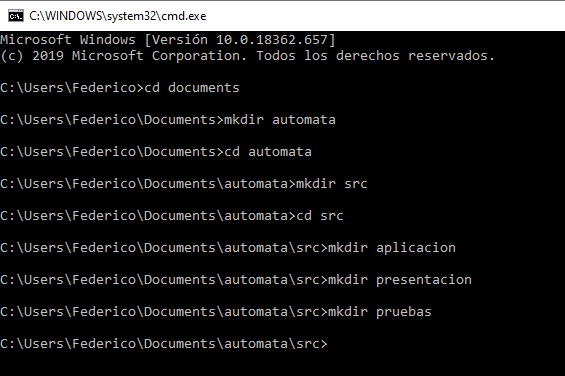 C:\WINDOWS\system32\cmd.exe
Microsoft Windows [Versión 10.0.18362.657]
(c) 2019 Microsoft Corporation. Todos los derechos reservados.
C:\Users\Federico>cd documents
C:\Users\Federico\Documents>mkdir automata
C:\Users\Federico\Documents>cd automata
C:\Users\Federico\Documents\automata>mkdir src
C:\Users\Federico\Documents\automata>cd src
C:\Users\Federico\Documents\automata\src>mkdir aplicacion
C:\Users\Federico\Documents\automata\src>mkdir presentacion
C:\Users\Federico\Documents\automata\src>mkdir pruebas
C:\Users\Federico\Documents\automata\src>